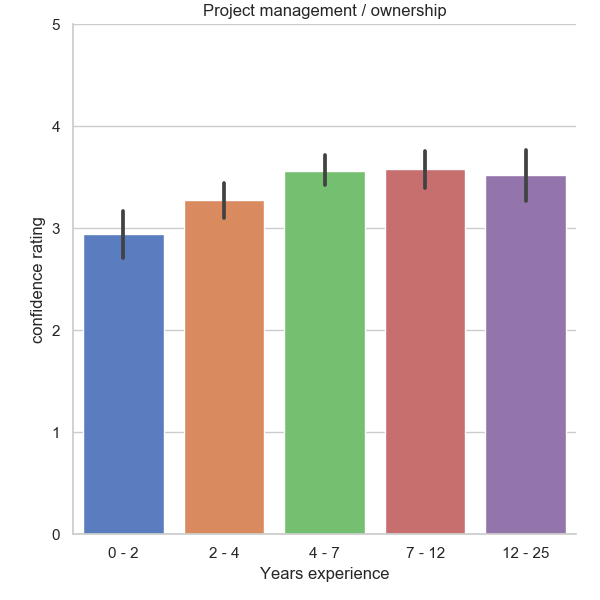 Project management / ownership
5
4
3
2
1
0
confidence rating
0 - 2
2 - 4
4 - 7
7 - 12
12 - 25
Years experience